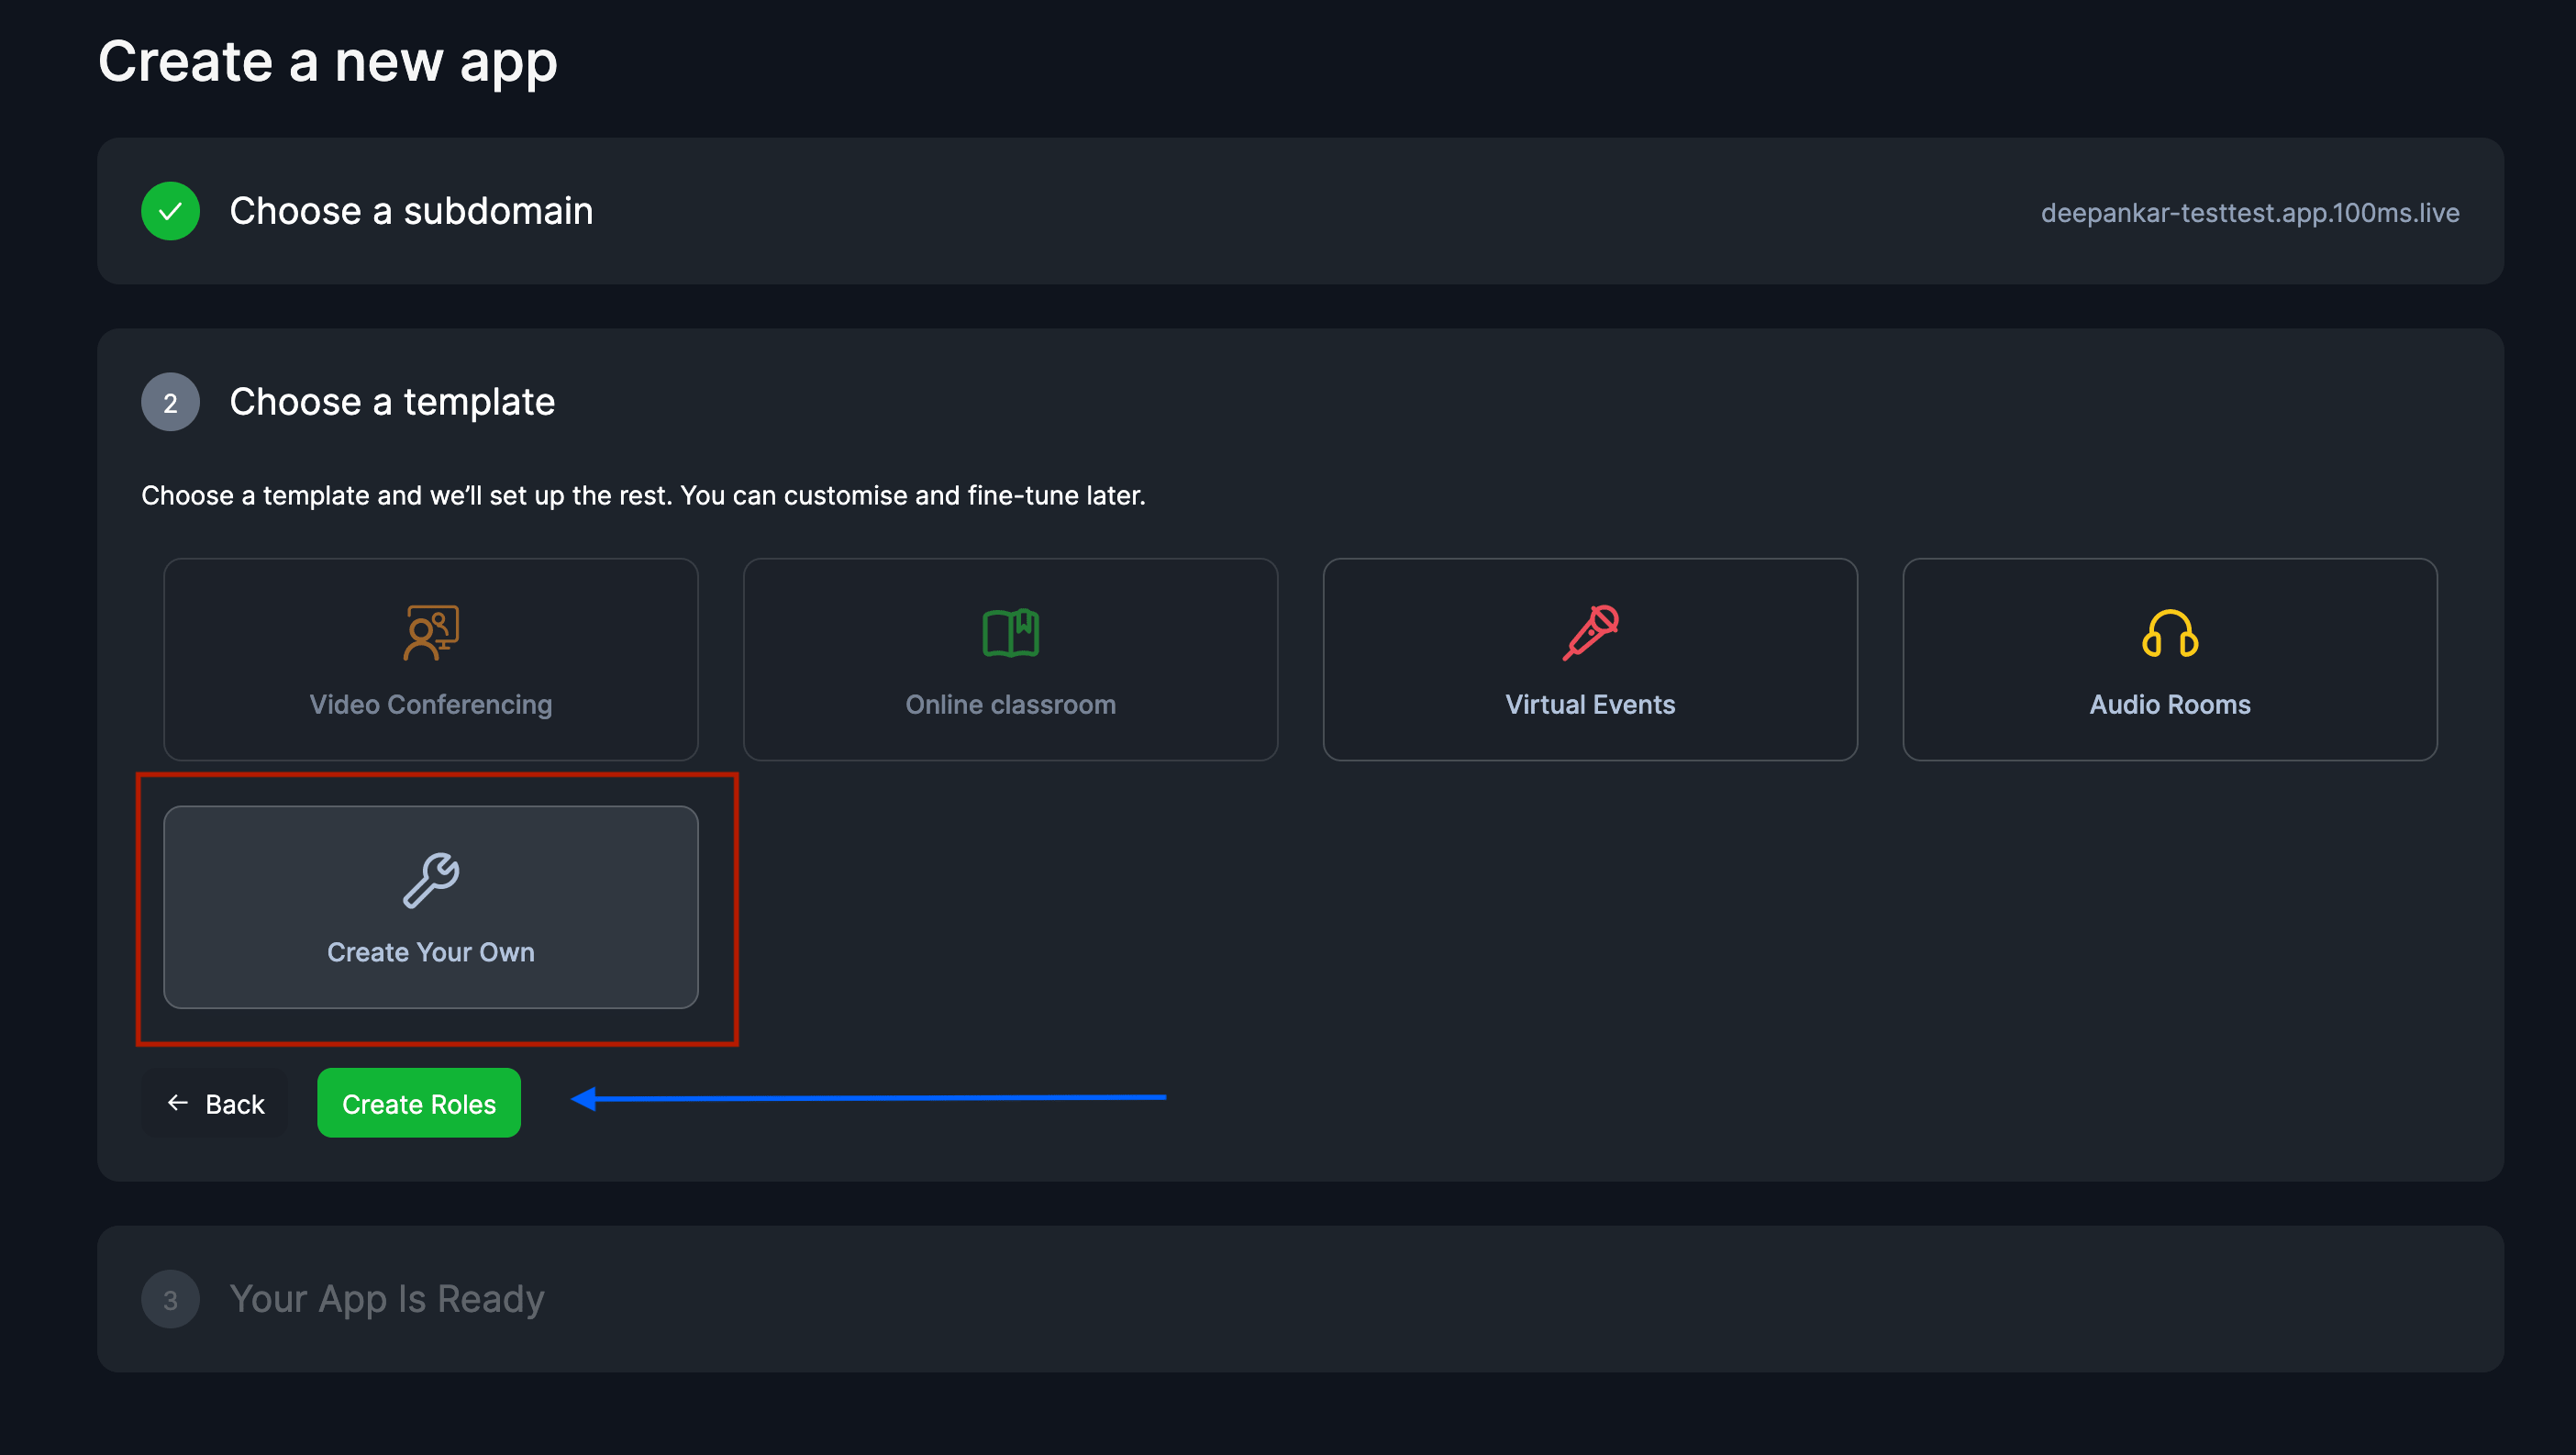 Create a new app
Choose a subdomain
deepankar-testtest.app.100ms.live
2
Choose a template
Choose a template and we’ll set up the rest. You can customise and fine-tune later.
Video Conferencing
Online classroom
Virtual Events
Audio Rooms
Create Your Own
Back
Create Roles
3
Your App Is Ready